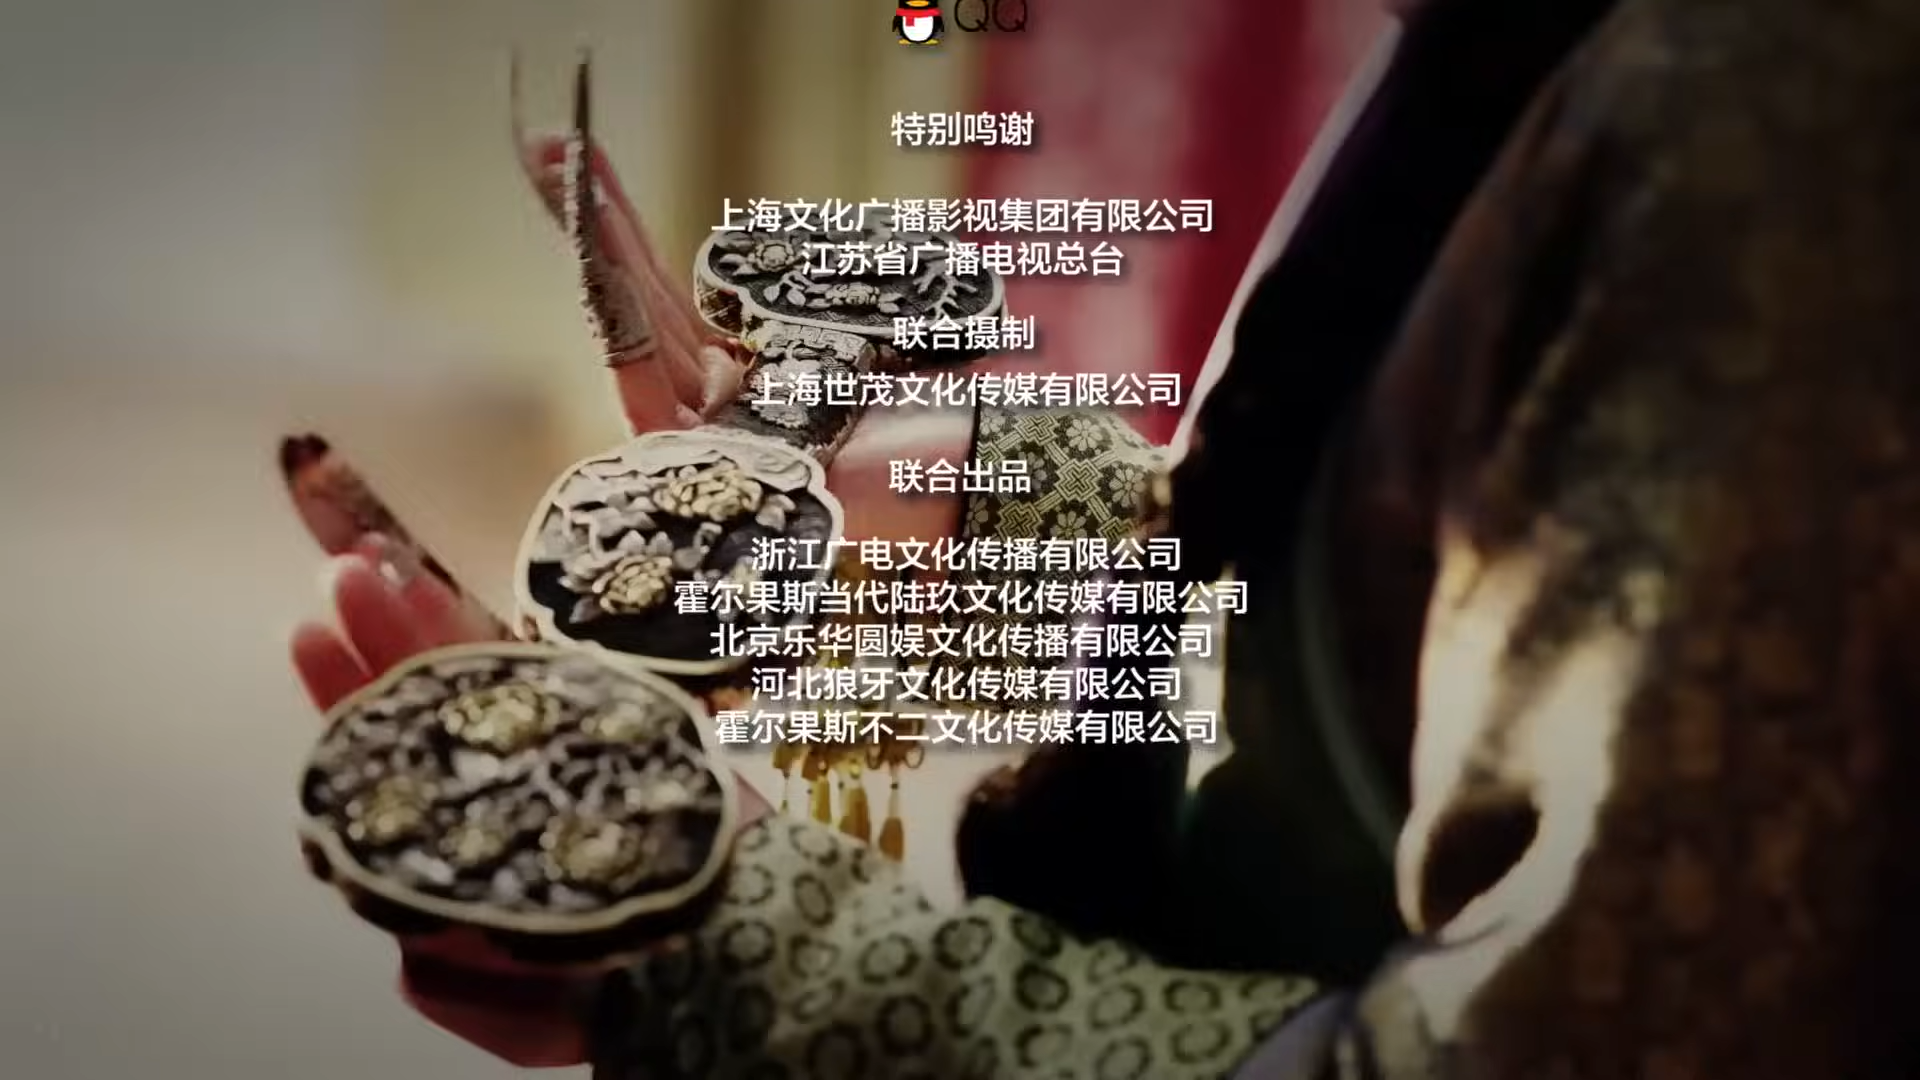 QQ
特别鸣谢
上海文化广播影视集团有限公司
江苏省广播电视总台
联合摄制
上海世茂文化传媒有限公司
联合出品
浙江广电文化传播有限公司
霍尔果斯当代陆玖文化传媒有限公司
北京乐华圆娱文化传播有限公司
河北狼牙文化传媒有限公司
霍尔果斯不二文化传媒有限公司